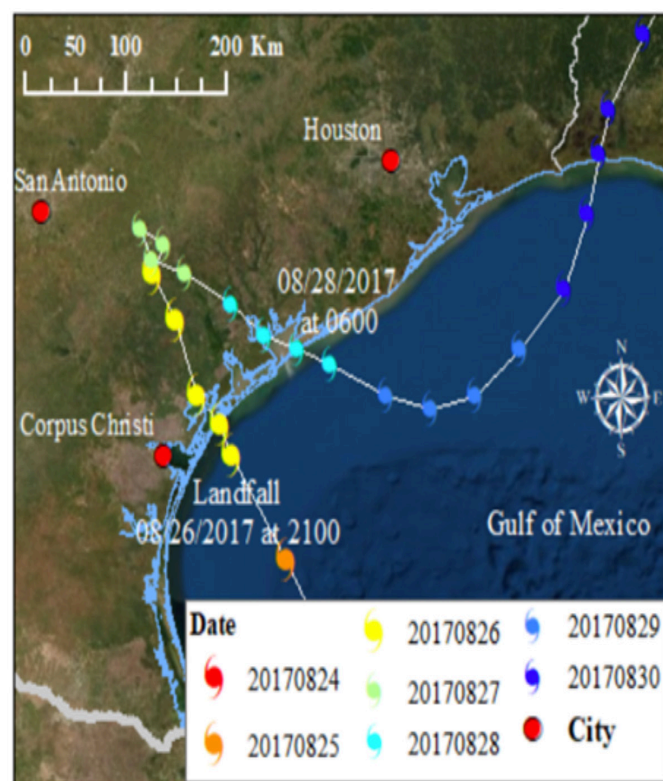 0 50 100 200 Km
Houston
San Antonio
08/28/2017
at 0600
N
W E
S
Corpus Christi
Landfall
08/26/2017 at 2100
Gulf of Mexico
Date
20170824
20170825
20170826
20170827
20170828
20170829
20170830
City